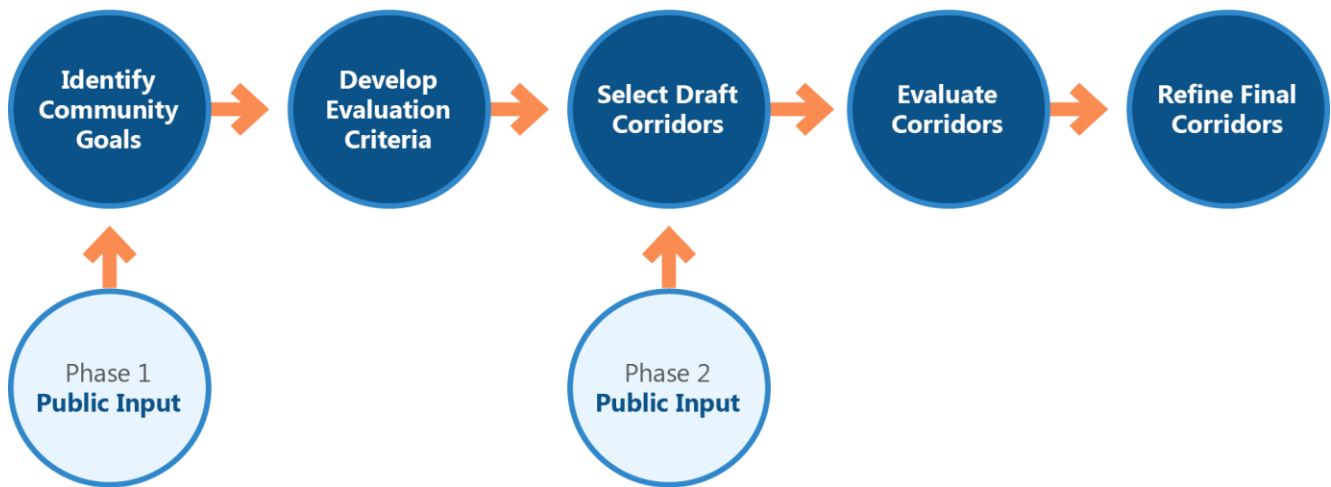 Identify
Community
Goals
Develop
Evaluation
Criteria
Select Draft
Corridors
Evaluate
Corridors
Refine Final
Corridors
Phase 1
Public Input
Phase 2
Public Input